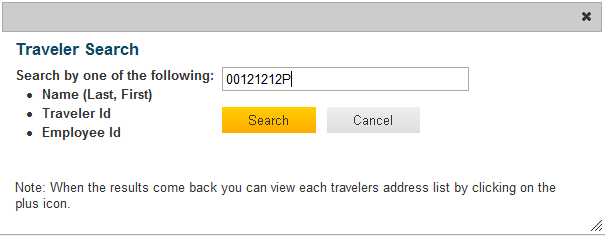 Traveler Search
Search by one of the following:
00121212P
• Name (Last, First)
• Traveler Id
• Employee Id
Search
Cancel
Note: When the results come back you can view each travelers address list by clicking on the
plus icon.